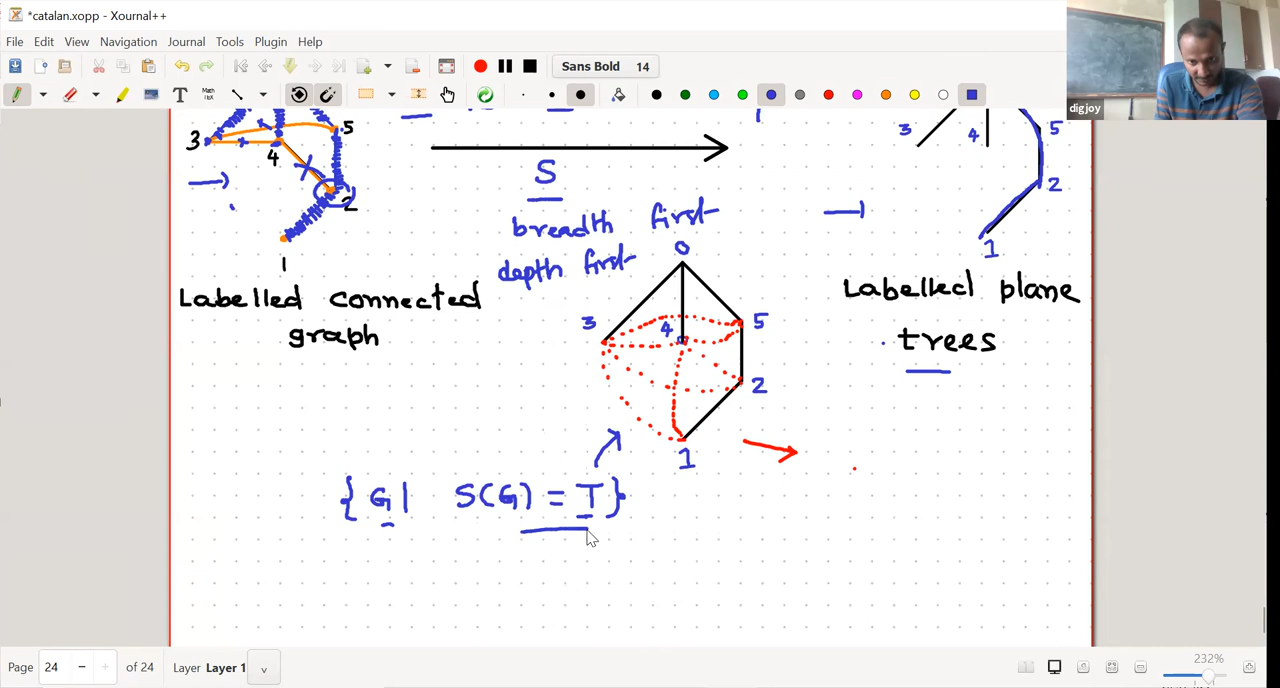 *catalan.xopp - Xournal++
File Edit View Navigation Journal Tools Plugin Help
Sans Bold 14
digjoy
3
4
5
2
1
Labelled connected
graph
S
breadth first
depth first
0
3
4
5
2
1
3
4
5
2
1
Labelled plane
trees
{ G | S(G) = T }
Page 24 of 24 Layer Layer 1
232%